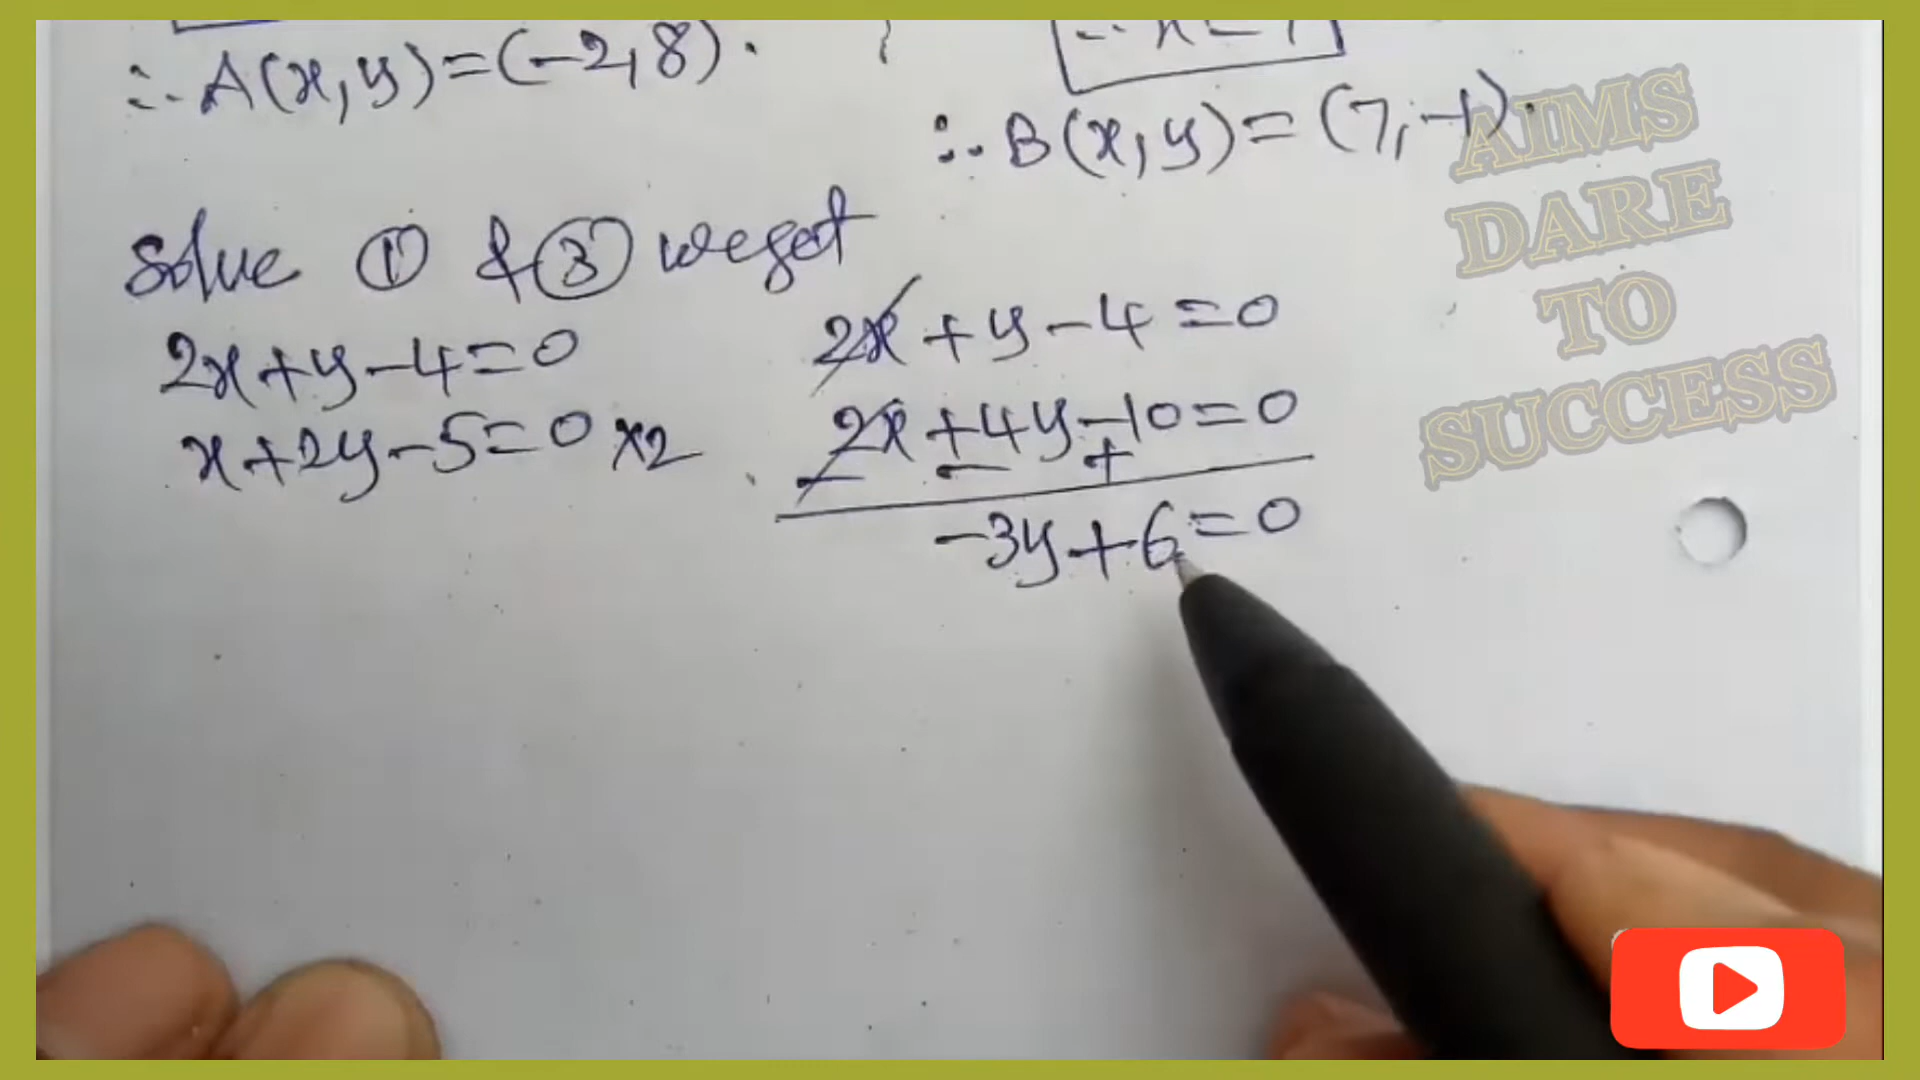 ∴ A(x,y)=(-2,8).
∴ x=7
∴ B(x,y)=(7,-1).
Solve ① & ③ we get
2x+y-4=0
x+2y-5=0 ×2
2x+y-4=0
2x+4y-10=0
- - +
-3y+6=0
AIMS
DARE
TO
SUCCESS